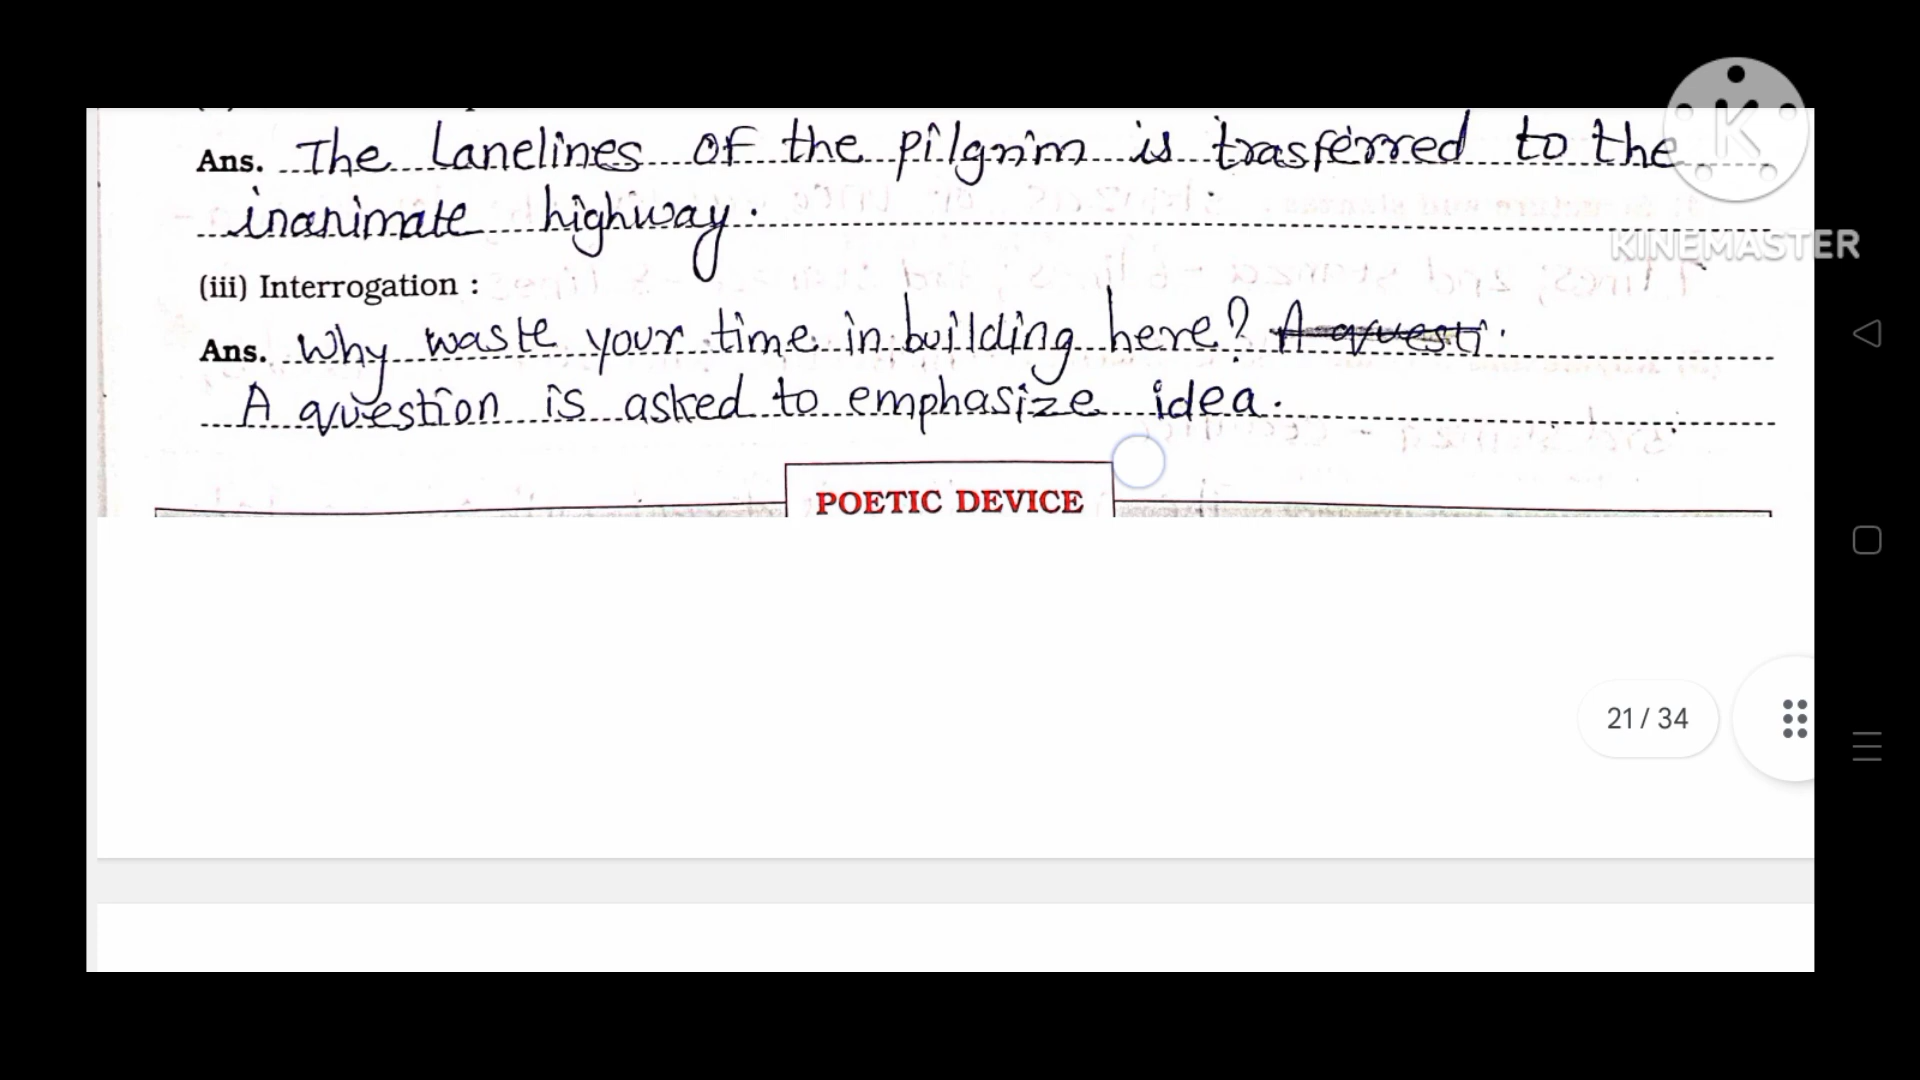 Ans. The Lanelines OF the pilgrim is trasferred to the
inanimate highway.
(iii) Interrogation :
Ans. Why waste your time in building here? A questi
A question is asked to emphasize idea.
POETIC DEVICE
K
KINEMASTER
21 / 34